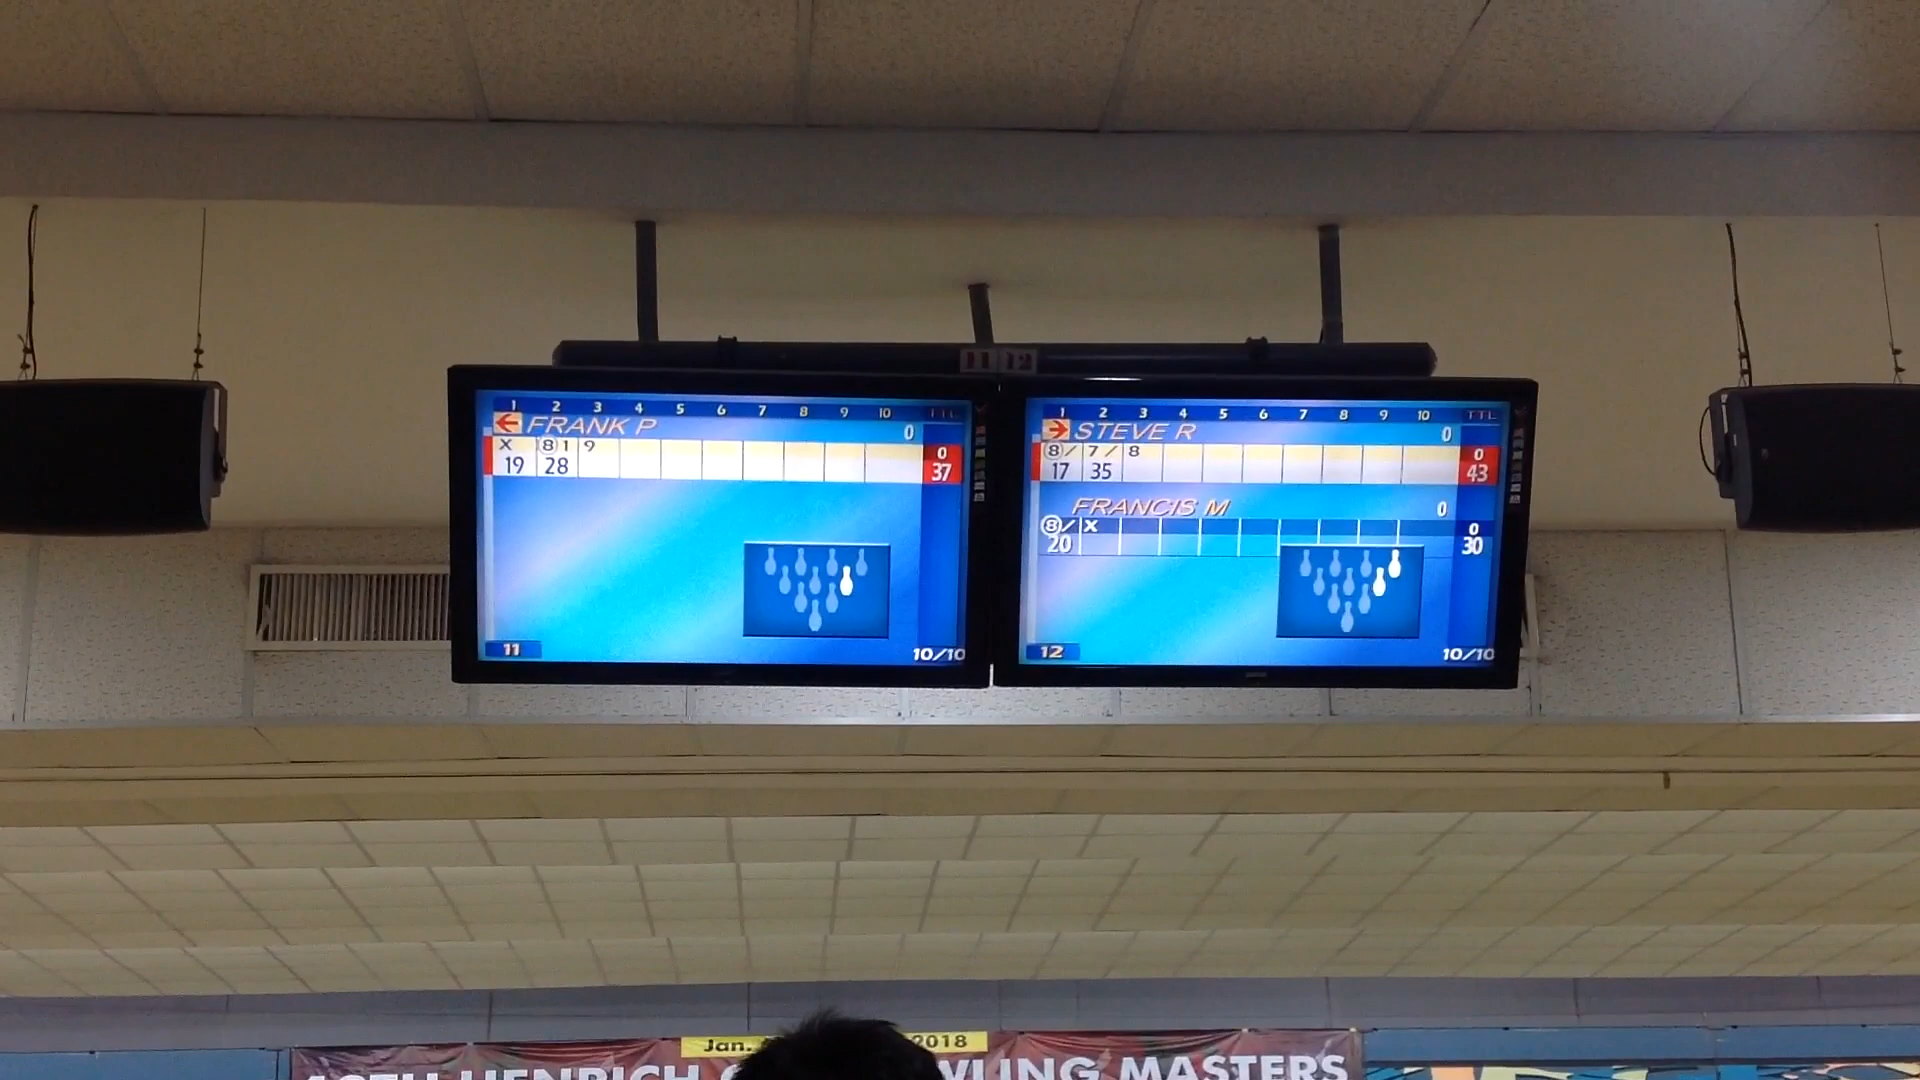 11 12
1 2 3 4 5 6 7 8 9 10 TTL
FRANK P 0
X 8 1 9 0
19 28 37
11 10/10
1 2 3 4 5 6 7 8 9 10 TTL
STEVE R 0
8 / 7 / 8 0
17 35 43
FRANCIS M 0
8 / X 0
20 30
12 10/10
Jan. 2018
HENRICH MASTERS